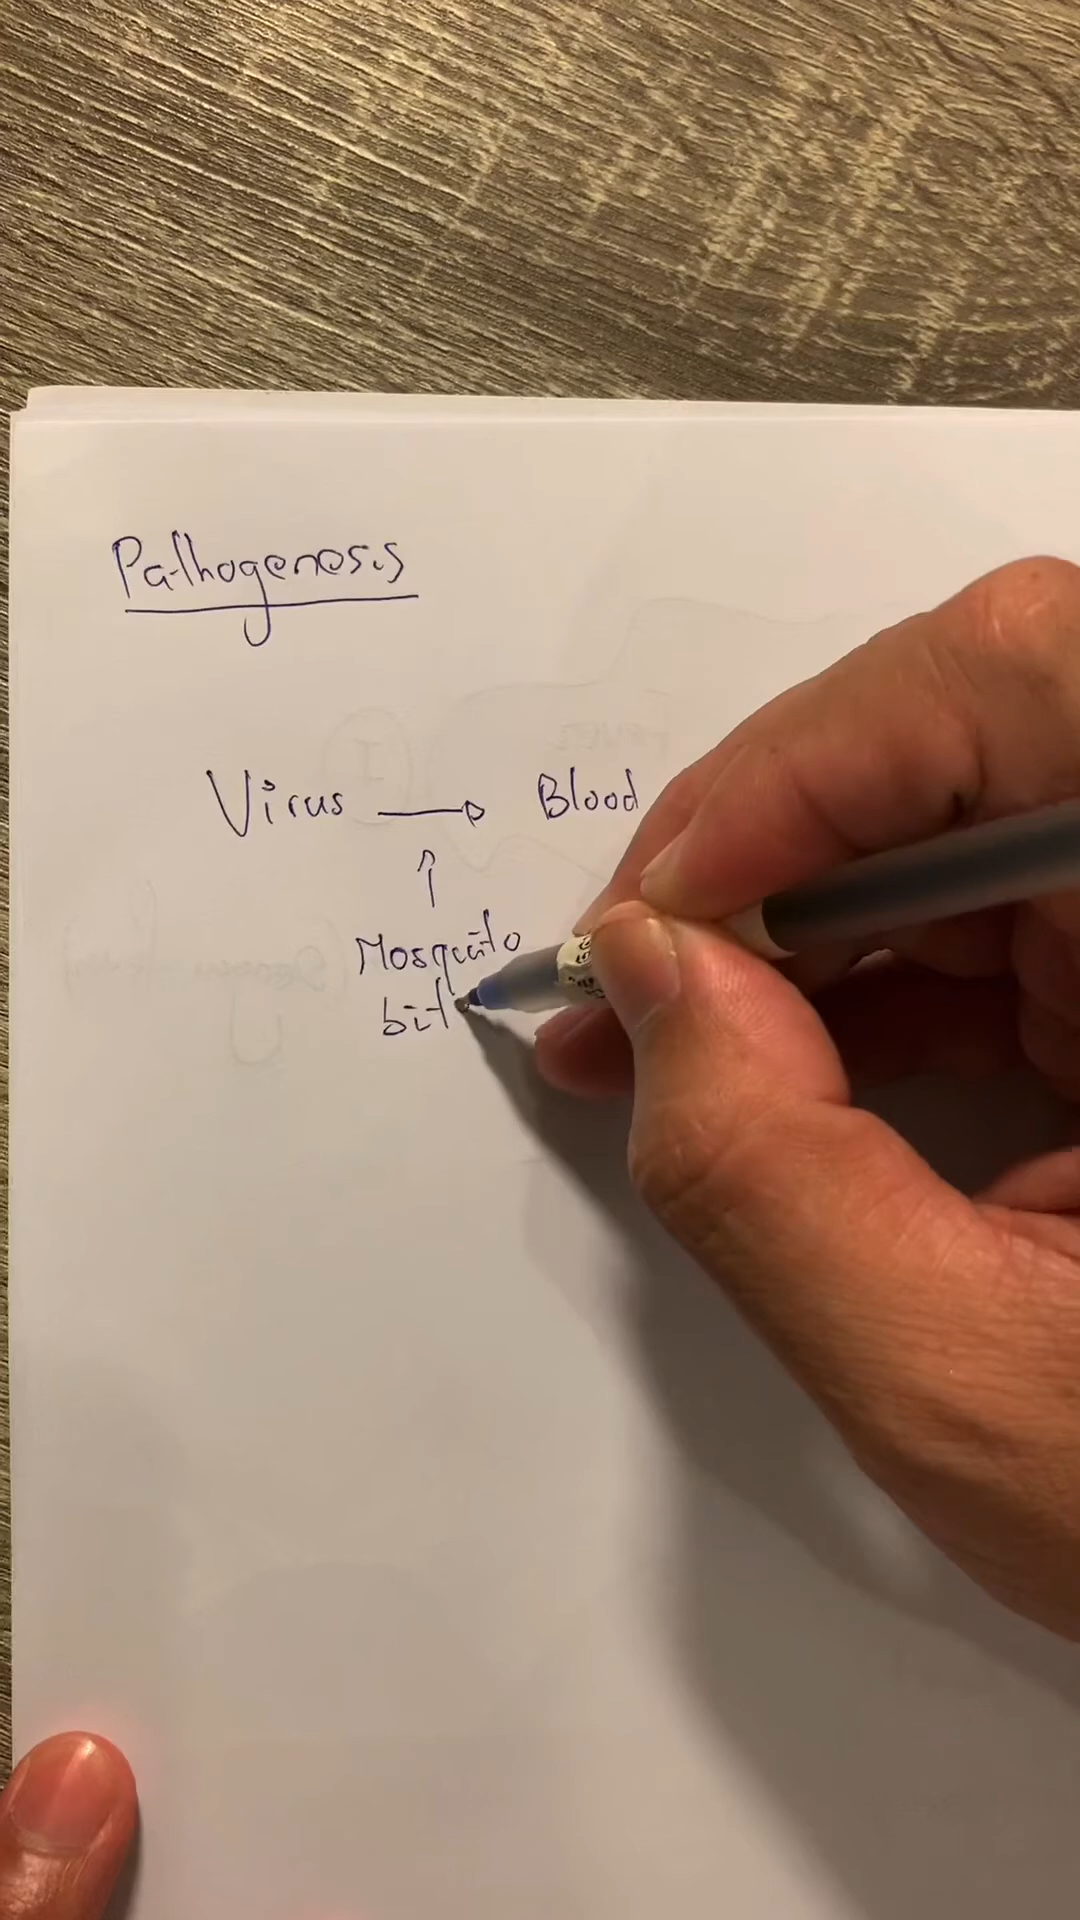 Pathogenesis
Virus → Blood
↑
Mosquito
bit